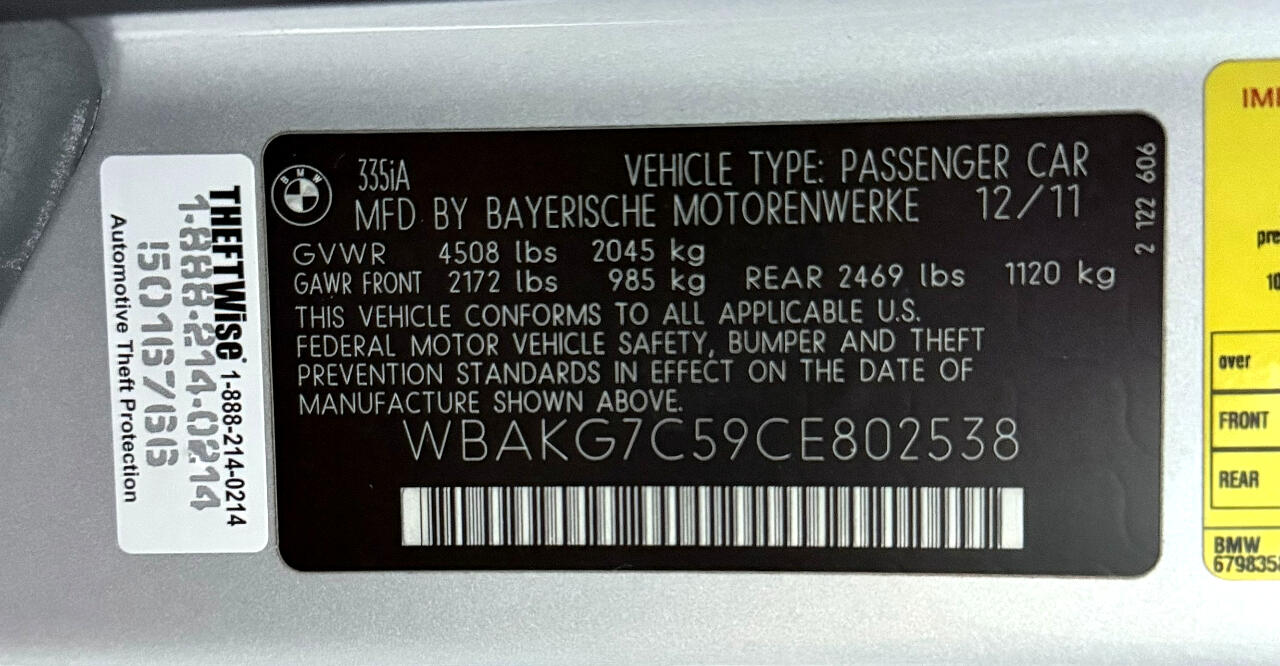 THEFTWise 1-888-214-0214
1·888·214·0214
15016766
Automotive Theft Protection
BMW
335iA
VEHICLE TYPE: PASSENGER CAR
MFD BY BAYERISCHE MOTORENWERKE 12/11
GVWR 4508 lbs 2045 kg
GAWR FRONT 2172 lbs 985 kg REAR 2469 lbs 1120 kg
THIS VEHICLE CONFORMS TO ALL APPLICABLE U.S.
FEDERAL MOTOR VEHICLE SAFETY, BUMPER AND THEFT
PREVENTION STANDARDS IN EFFECT ON THE DATE OF
MANUFACTURE SHOWN ABOVE.
WBAKG7C59CE802538
2 122 606
over
FRONT
REAR
BMW